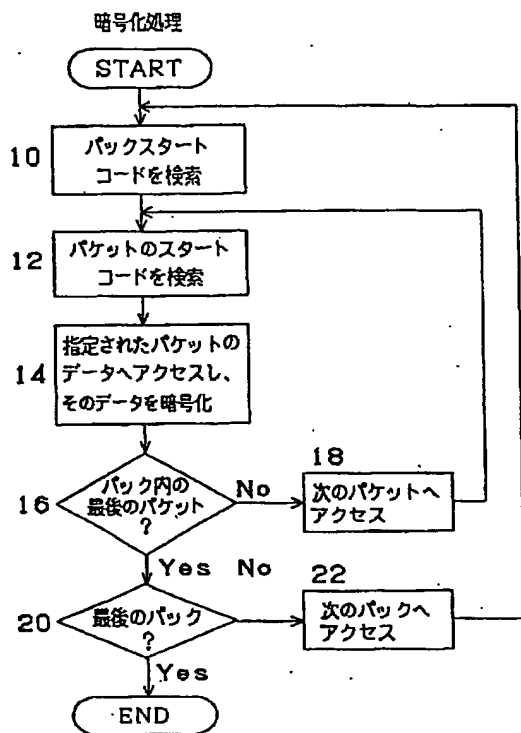 暗号化処理
START
10
パックスタート
コードを検索
12
パケットのスタート
コードを検索
14
指定されたパケットの
データへアクセスし、
そのデータを暗号化
16
パック内の
最後のパケット
?
No
18
次のパケットへ
アクセス
Yes
20
最後のパック
?
No
22
次のパックへ
アクセス
Yes
END